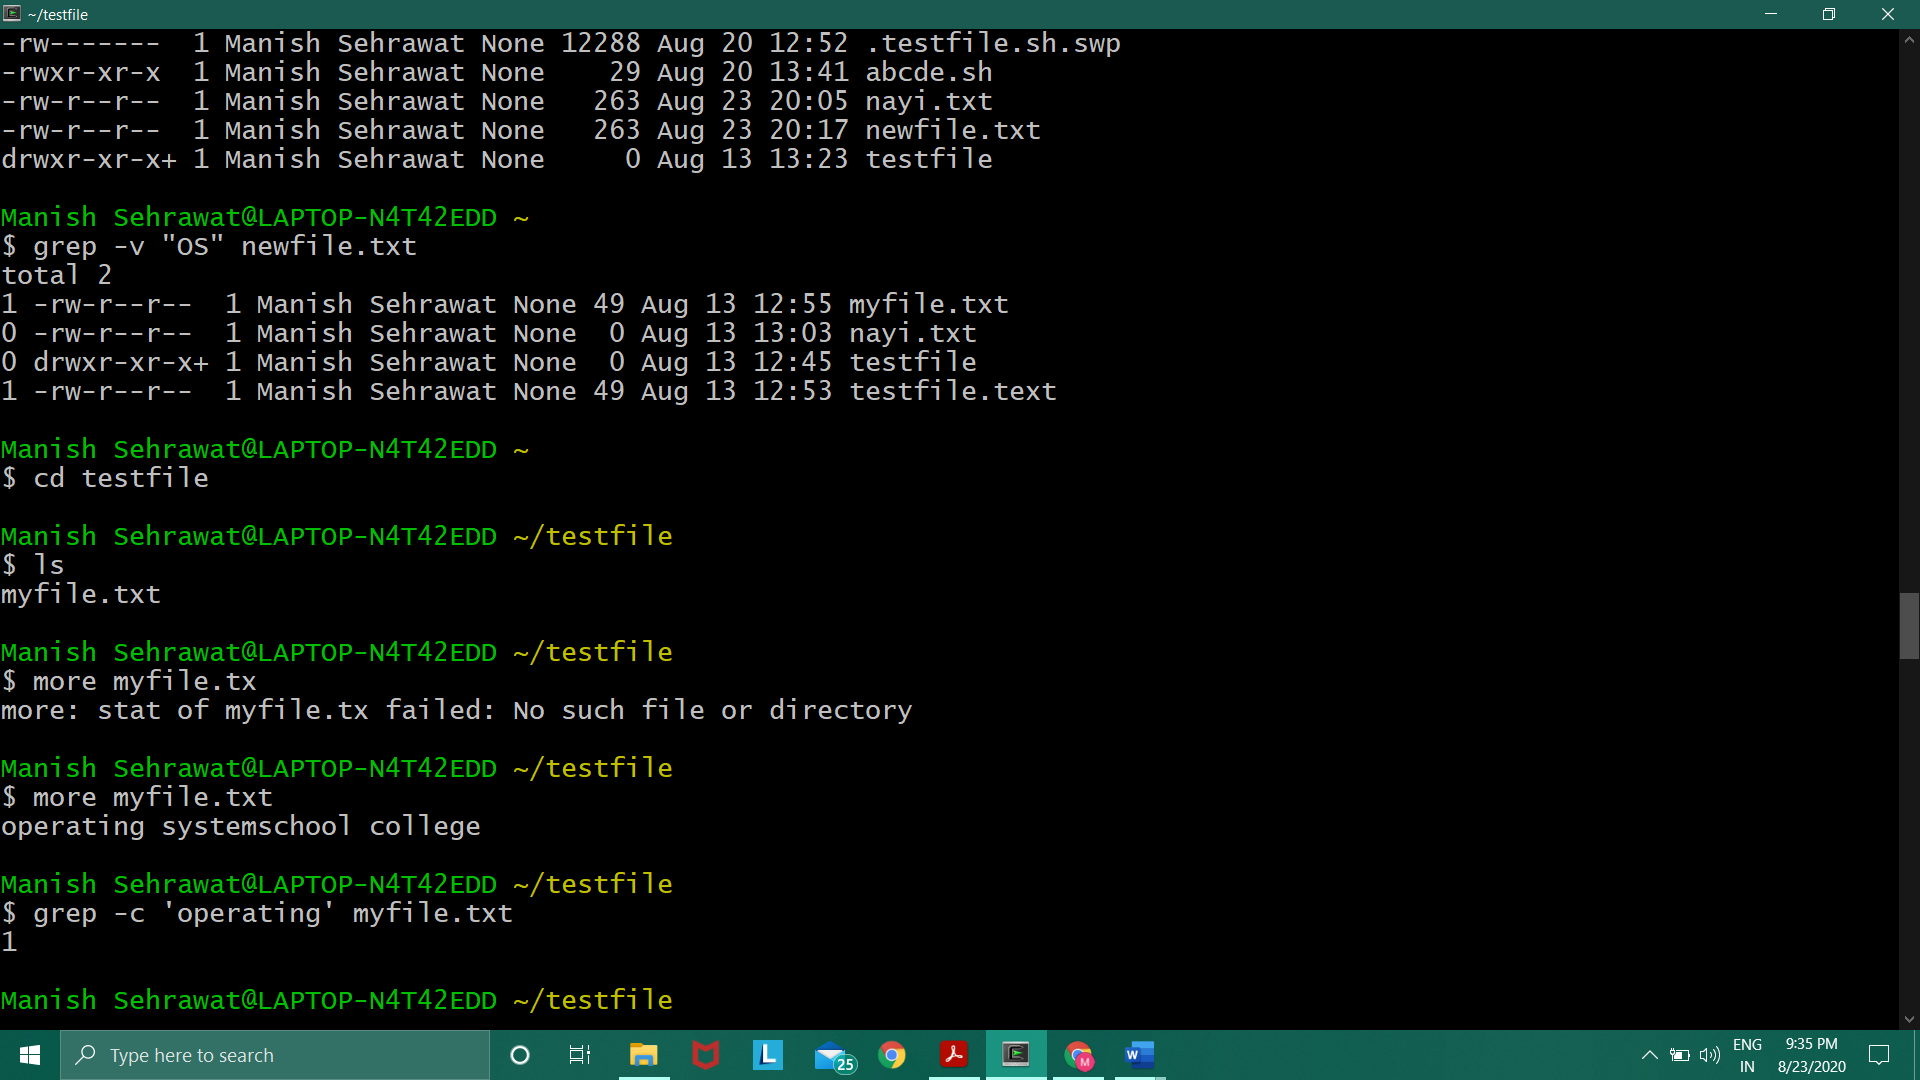 ~/testfile
-rw-------  1 Manish Sehrawat None 12288 Aug 20 12:52 .testfile.sh.swp
-rwxr-xr-x  1 Manish Sehrawat None    29 Aug 20 13:41 abcde.sh
-rw-r--r--  1 Manish Sehrawat None   263 Aug 23 20:05 nayi.txt
-rw-r--r--  1 Manish Sehrawat None   263 Aug 23 20:17 newfile.txt
drwxr-xr-x+ 1 Manish Sehrawat None     0 Aug 13 13:23 testfile
Manish Sehrawat@LAPTOP-N4T42EDD ~
$ grep -v "OS" newfile.txt
total 2
1 -rw-r--r--  1 Manish Sehrawat None 49 Aug 13 12:55 myfile.txt
0 -rw-r--r--  1 Manish Sehrawat None  0 Aug 13 13:03 nayi.txt
0 drwxr-xr-x+ 1 Manish Sehrawat None  0 Aug 13 12:45 testfile
1 -rw-r--r--  1 Manish Sehrawat None 49 Aug 13 12:53 testfile.text
Manish Sehrawat@LAPTOP-N4T42EDD ~
$ cd testfile
Manish Sehrawat@LAPTOP-N4T42EDD ~/testfile
$ ls
myfile.txt
Manish Sehrawat@LAPTOP-N4T42EDD ~/testfile
$ more myfile.tx
more: stat of myfile.tx failed: No such file or directory
Manish Sehrawat@LAPTOP-N4T42EDD ~/testfile
$ more myfile.txt
operating systemschool college
Manish Sehrawat@LAPTOP-N4T42EDD ~/testfile
$ grep -c 'operating' myfile.txt
1
Manish Sehrawat@LAPTOP-N4T42EDD ~/testfile
Type here to search
L
25
M
W
ENG
IN
9:35 PM
8/23/2020